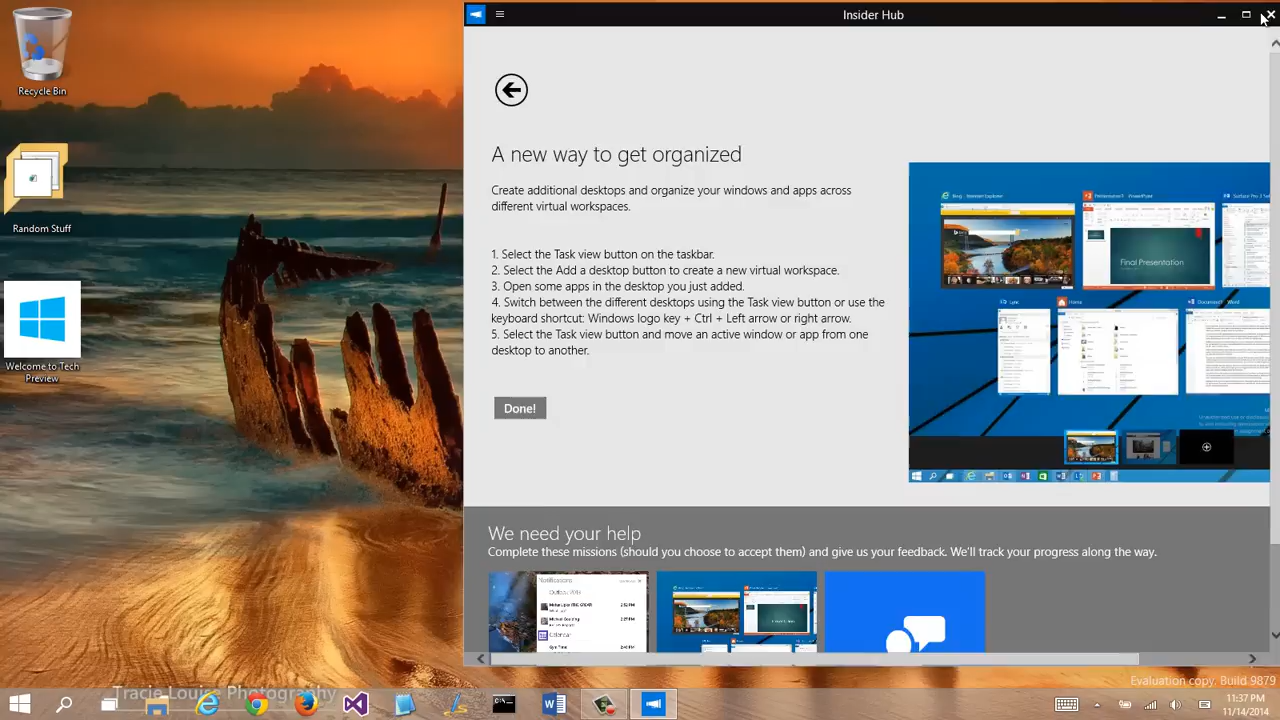 Insider Hub
Recycle Bin
Random Stuff
Welcome to Tech
Preview
A new way to get organized
Create additional desktops and organize your windows and apps across
different virtual workspaces.
1. Select the Task view button on the taskbar.
2. Select the Add a desktop button to create a new virtual workspace.
3. Open some apps in the desktop you just added.
4. Switch between the different desktops using the Task view button or use the
keyboard shortcut: Windows logo key + Ctrl + Left arrow or right arrow.
5. Select the Task view button, and move an active window or app from one
desktop to another.
Done!
Final Presentation
Lync
Home
We need your help
Complete these missions (should you choose to accept them) and give us your feedback. We'll track your progress along the way.
Notifications
Calendar
Tracie Louise Photography
Evaluation copy. Build 9879
11:37 PM
11/14/2014